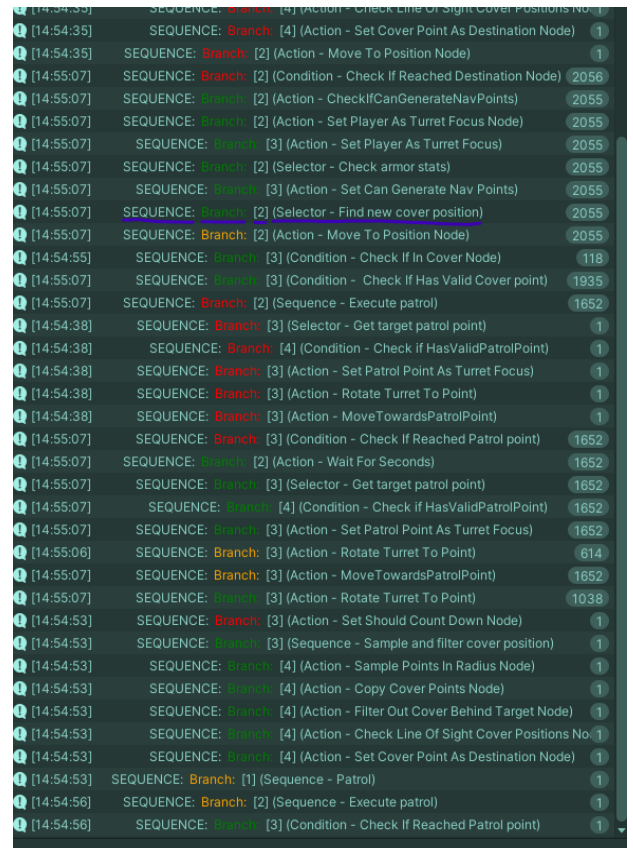 [14:54:35] SEQUENCE: Branch: [4] (Action - Check Line Of Sight Cover Positions No 1
[14:54:35] SEQUENCE: Branch: [4] (Action - Set Cover Point As Destination Node) 1
[14:54:35] SEQUENCE: Branch: [2] (Action - Move To Position Node) 1
[14:55:07] SEQUENCE: Branch: [2] (Condition - Check If Reached Destination Node) 2056
[14:55:07] SEQUENCE: Branch: [2] (Action - CheckIfCanGenerateNavPoints) 2055
[14:55:07] SEQUENCE: Branch: [2] (Action - Set Player As Turret Focus Node) 2055
[14:55:07] SEQUENCE: Branch: [3] (Action - Set Player As Turret Focus) 2055
[14:55:07] SEQUENCE: Branch: [2] (Selector - Check armor stats) 2055
[14:55:07] SEQUENCE: Branch: [3] (Action - Set Can Generate Nav Points) 2055
[14:55:07] SEQUENCE: Branch: [2] (Selector - Find new cover position) 2055
[14:55:07] SEQUENCE: Branch: [2] (Action - Move To Position Node) 2055
[14:54:55] SEQUENCE: Branch: [3] (Condition - Check If In Cover Node) 118
[14:55:07] SEQUENCE: Branch: [3] (Condition - Check If Has Valid Cover point) 1935
[14:55:07] SEQUENCE: Branch: [2] (Sequence - Execute patrol) 1652
[14:54:38] SEQUENCE: Branch: [3] (Selector - Get target patrol point) 1
[14:54:38] SEQUENCE: Branch: [4] (Condition - Check if HasValidPatrolPoint) 1
[14:54:38] SEQUENCE: Branch: [3] (Action - Set Patrol Point As Turret Focus) 1
[14:54:38] SEQUENCE: Branch: [3] (Action - Rotate Turret To Point) 1
[14:54:38] SEQUENCE: Branch: [3] (Action - MoveTowardsPatrolPoint) 1
[14:55:07] SEQUENCE: Branch: [3] (Condition - Check If Reached Patrol point) 1652
[14:55:07] SEQUENCE: Branch: [2] (Action - Wait For Seconds) 1652
[14:55:07] SEQUENCE: Branch: [3] (Selector - Get target patrol point) 1652
[14:55:07] SEQUENCE: Branch: [4] (Condition - Check if HasValidPatrolPoint) 1652
[14:55:07] SEQUENCE: Branch: [3] (Action - Set Patrol Point As Turret Focus) 1652
[14:55:06] SEQUENCE: Branch: [3] (Action - Rotate Turret To Point) 614
[14:55:07] SEQUENCE: Branch: [3] (Action - MoveTowardsPatrolPoint) 1652
[14:55:07] SEQUENCE: Branch: [3] (Action - Rotate Turret To Point) 1038
[14:54:53] SEQUENCE: Branch: [3] (Action - Set Should Count Down Node) 1
[14:54:53] SEQUENCE: Branch: [3] (Sequence - Sample and filter cover position) 1
[14:54:53] SEQUENCE: Branch: [4] (Action - Sample Points In Radius Node) 1
[14:54:53] SEQUENCE: Branch: [4] (Action - Copy Cover Points Node) 1
[14:54:53] SEQUENCE: Branch: [4] (Action - Filter Out Cover Behind Target Node) 1
[14:54:53] SEQUENCE: Branch: [4] (Action - Check Line Of Sight Cover Positions No 1
[14:54:53] SEQUENCE: Branch: [4] (Action - Set Cover Point As Destination Node) 1
[14:54:53] SEQUENCE: Branch: [1] (Sequence - Patrol) 1
[14:54:56] SEQUENCE: Branch: [2] (Sequence - Execute patrol) 1
[14:54:56] SEQUENCE: Branch: [3] (Condition - Check If Reached Patrol point) 1